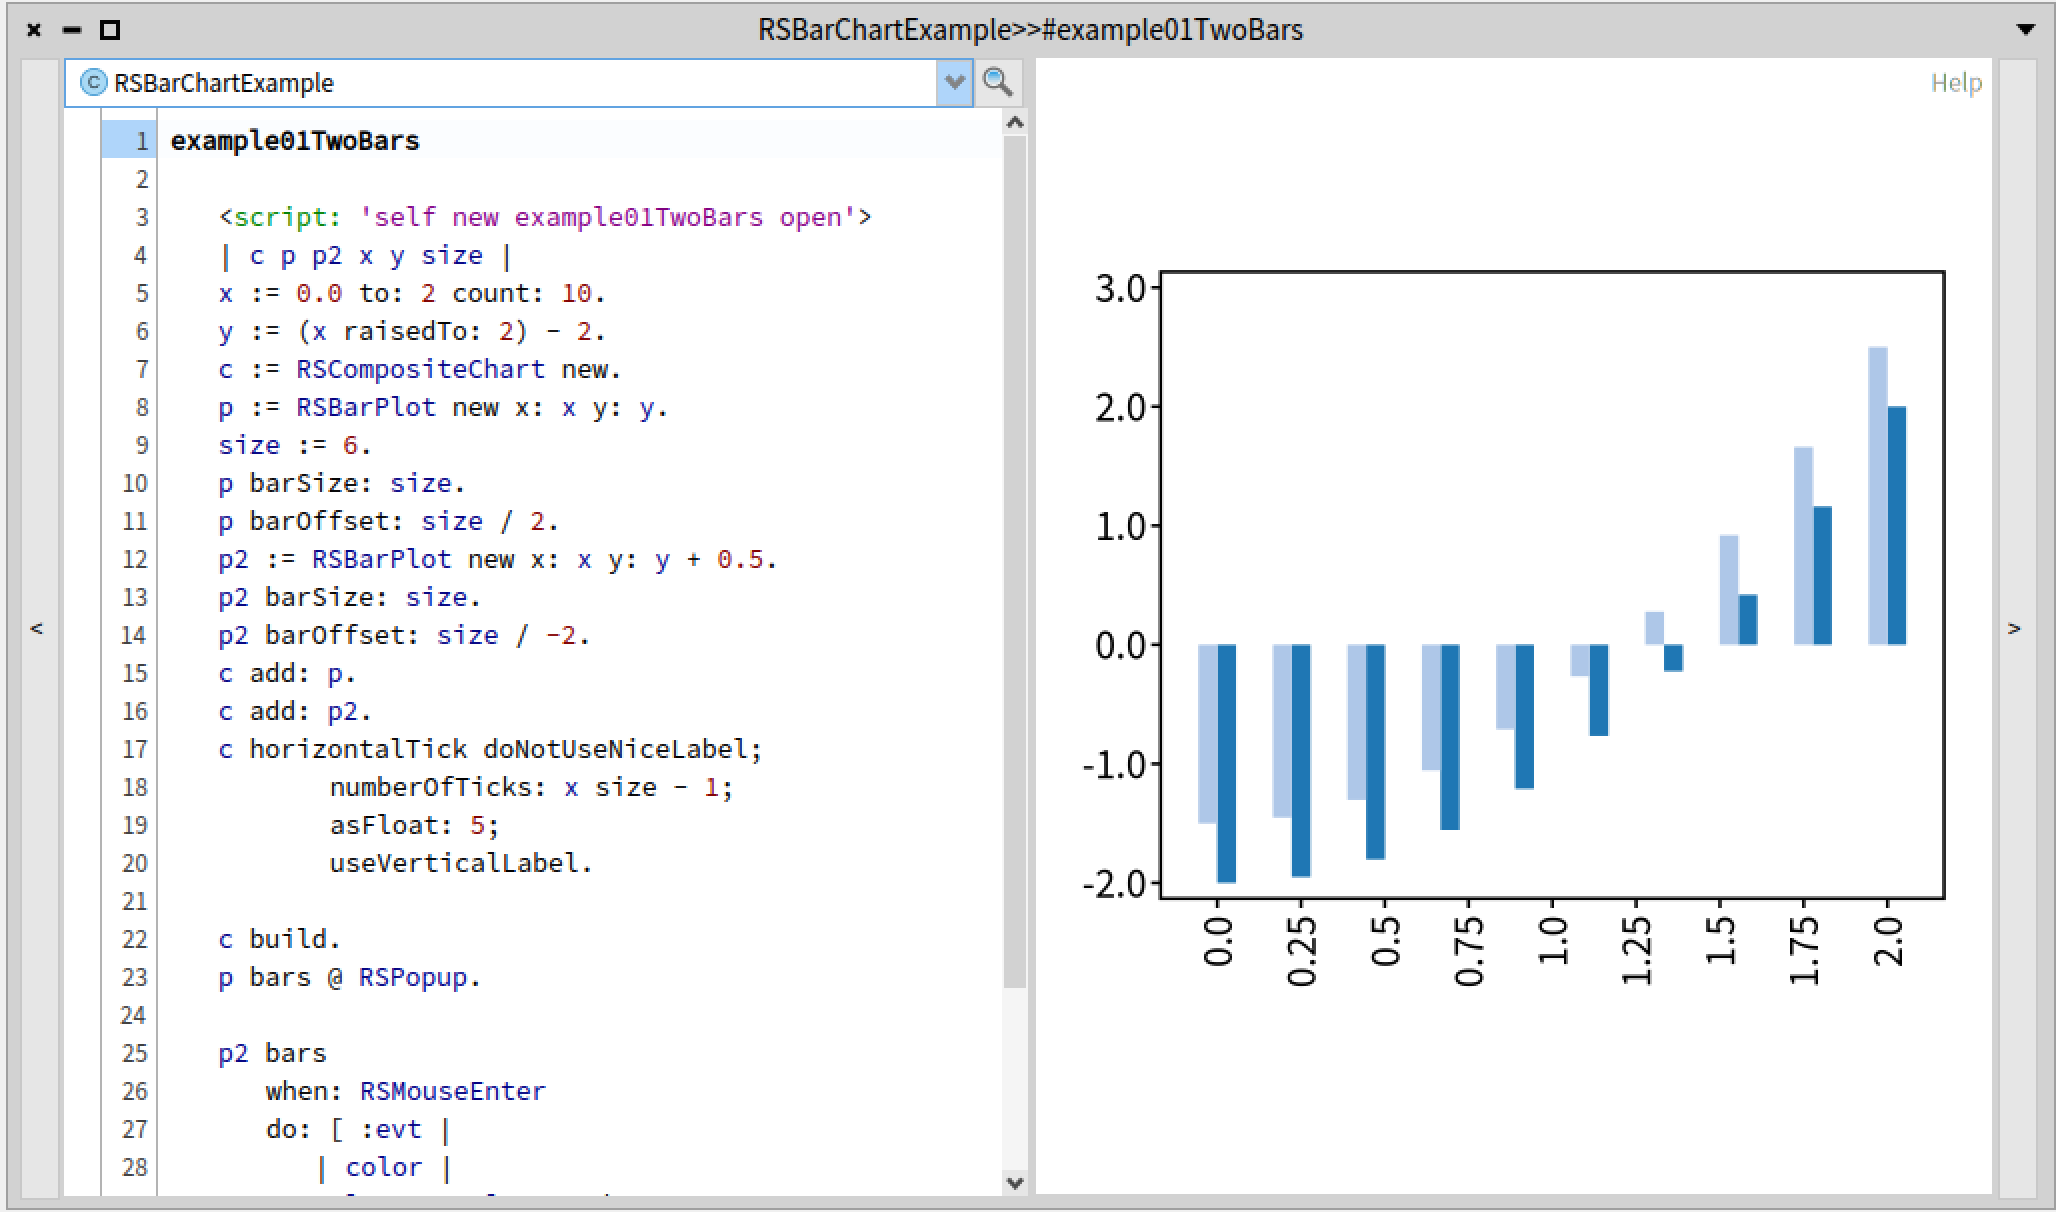 RSBarChartExample>>#example01TwoBars
RSBarChartExample
1 example01TwoBars
2
3 <script: 'self new example01TwoBars open'>
4 | c p p2 x y size |
5 x := 0.0 to: 2 count: 10.
6 y := (x raisedTo: 2) - 2.
7 c := RSCompositeChart new.
8 p := RSBarPlot new x: x y: y.
9 size := 6.
10 p barSize: size.
11 p barOffset: size / 2.
12 p2 := RSBarPlot new x: x y: y + 0.5.
13 p2 barSize: size.
14 p2 barOffset: size / -2.
15 c add: p.
16 c add: p2.
17 c horizontalTick doNotUseNiceLabel;
18 numberOfTicks: x size - 1;
19 asFloat: 5;
20 useVerticalLabel.
21
22 c build.
23 p bars @ RSPopup.
24
25 p2 bars
26 when: RSMouseEnter
27 do: [ :evt |
28 | color |
<
Help
3.0
2.0
1.0
0.0
-1.0
-2.0
0.0
0.25
0.5
0.75
1.0
1.25
1.5
1.75
2.0
>